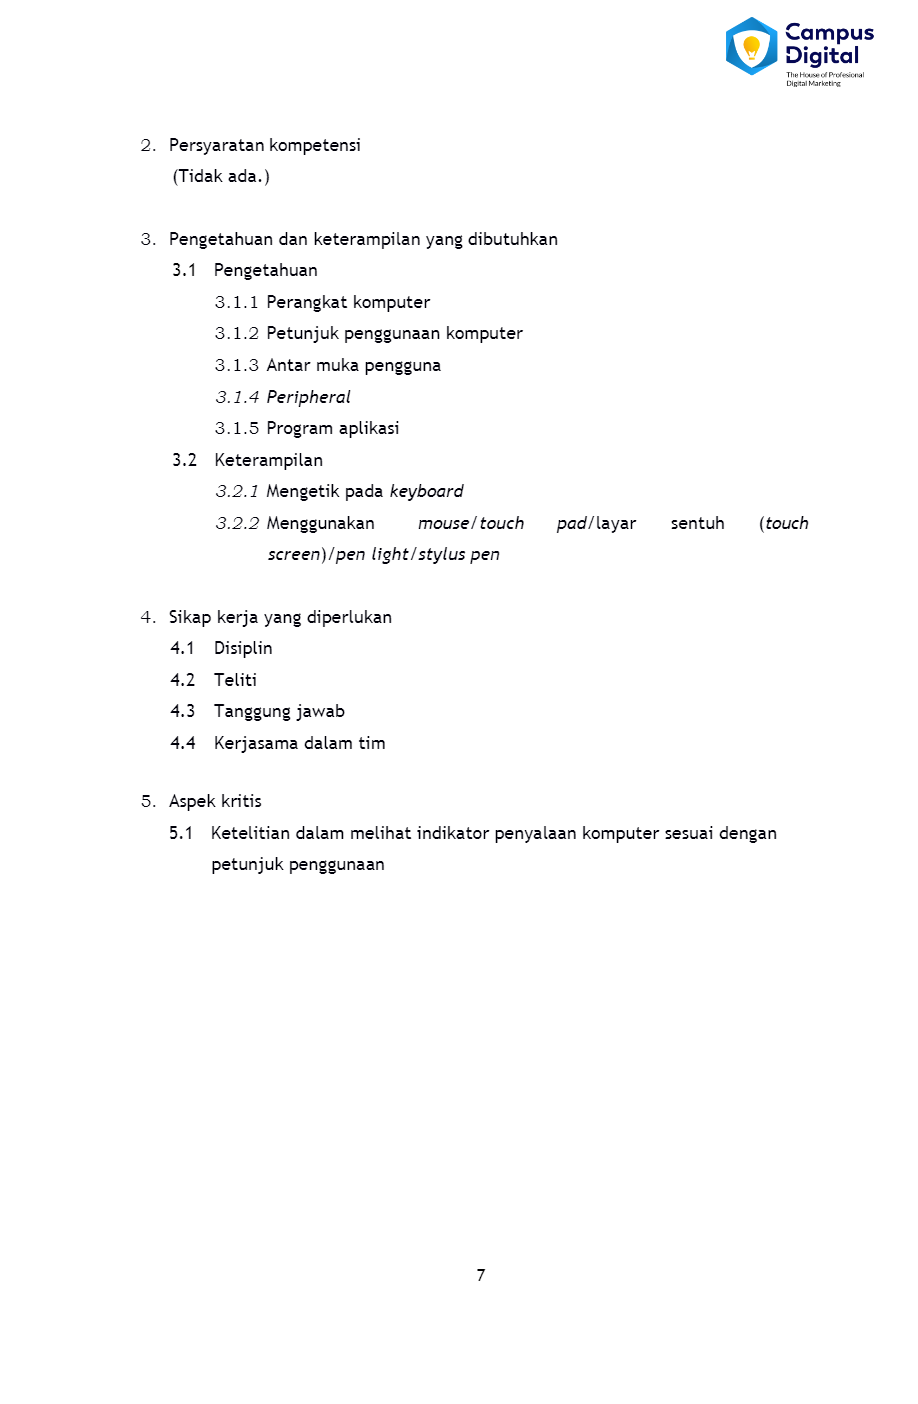 Campus
Digital
The House of Profesional
Digital Marketing
2. Persyaratan kompetensi
(Tidak ada.)
3. Pengetahuan dan keterampilan yang dibutuhkan
3.1 Pengetahuan
3.1.1 Perangkat komputer
3.1.2 Petunjuk penggunaan komputer
3.1.3 Antar muka pengguna
3.1.4 Peripheral
3.1.5 Program aplikasi
3.2 Keterampilan
3.2.1 Mengetik pada keyboard
3.2.2 Menggunakan mouse/touch pad/layar sentuh (touch
screen)/pen light/stylus pen
4. Sikap kerja yang diperlukan
4.1 Disiplin
4.2 Teliti
4.3 Tanggung jawab
4.4 Kerjasama dalam tim
5. Aspek kritis
5.1 Ketelitian dalam melihat indikator penyalaan komputer sesuai dengan
petunjuk penggunaan
7